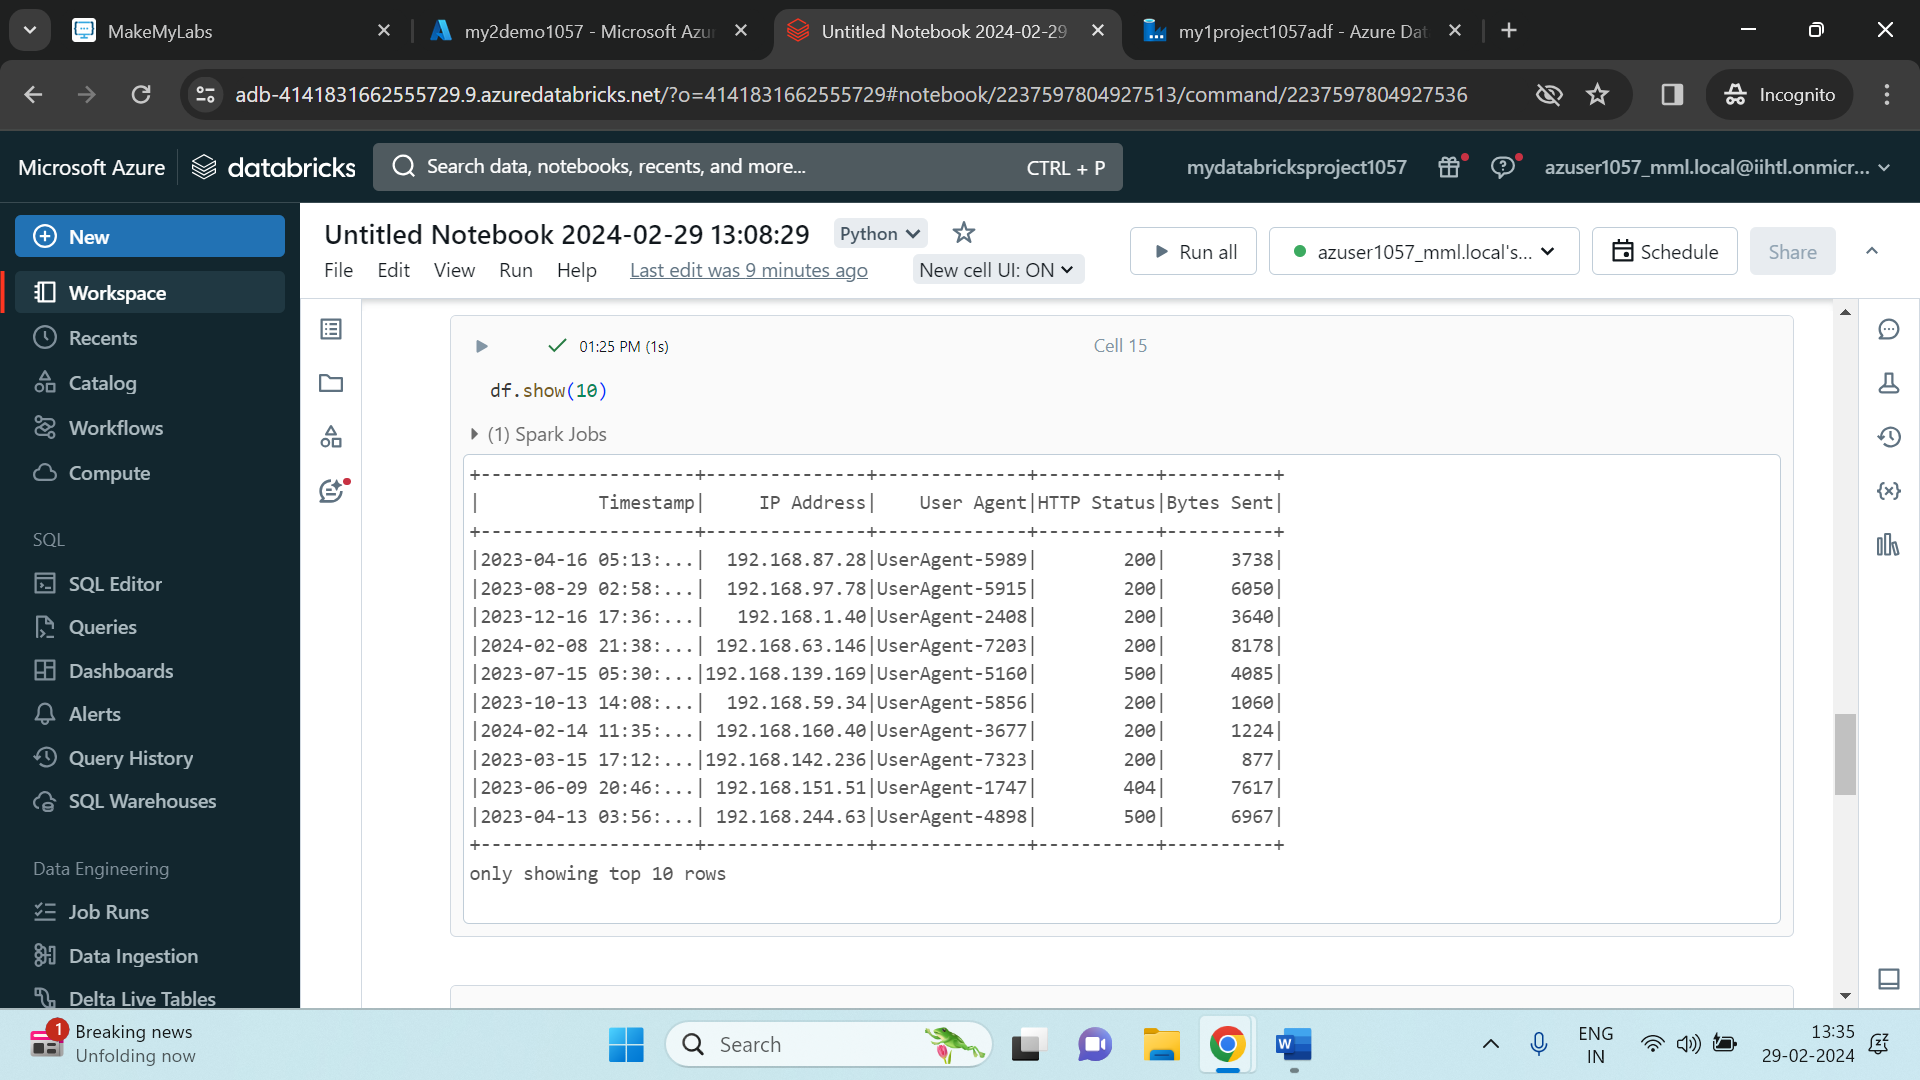 MakeMyLabs
my2demo1057 - Microsoft Azu
Untitled Notebook 2024-02-29
my1project1057adf - Azure Dat
adb-4141831662555729.9.azuredatabricks.net/?o=4141831662555729#notebook/2237597804927513/command/2237597804927536
Incognito
Microsoft Azure
databricks
Search data, notebooks, recents, and more...
CTRL + P
mydatabricksproject1057
azuser1057_mml.local@iihtl.onmicr...
New
Workspace
Recents
Catalog
Workflows
Compute
SQL
SQL Editor
Queries
Dashboards
Alerts
Query History
SQL Warehouses
Data Engineering
Job Runs
Data Ingestion
Delta Live Tables
Untitled Notebook 2024-02-29 13:08:29
Python
File Edit View Run Help Last edit was 9 minutes ago New cell UI: ON
Run all
azuser1057_mml.local's...
Schedule
Share
01:25 PM (1s)
Cell 15
df.show(10)
(1) Spark Jobs
+--------------------+---------------+--------------+-----------+----------+
|           Timestamp|     IP Address|    User Agent|HTTP Status|Bytes Sent|
+--------------------+---------------+--------------+-----------+----------+
|2023-04-16 05:13:...|  192.168.87.28|UserAgent-5989|        200|      3738|
|2023-08-29 02:58:...|  192.168.97.78|UserAgent-5915|        200|      6050|
|2023-12-16 17:36:...|   192.168.1.40|UserAgent-2408|        200|      3640|
|2024-02-08 21:38:...| 192.168.63.146|UserAgent-7203|        200|      8178|
|2023-07-15 05:30:...|192.168.139.169|UserAgent-5160|        500|      4085|
|2023-10-13 14:08:...|  192.168.59.34|UserAgent-5856|        200|      1060|
|2024-02-14 11:35:...| 192.168.160.40|UserAgent-3677|        200|      1224|
|2023-03-15 17:12:...|192.168.142.236|UserAgent-7323|        200|       877|
|2023-06-09 20:46:...| 192.168.151.51|UserAgent-1747|        404|      7617|
|2023-04-13 03:56:...| 192.168.244.63|UserAgent-4898|        500|      6967|
+--------------------+---------------+--------------+-----------+----------+
only showing top 10 rows
1
Breaking news
Unfolding now
Search
W
ENG
IN
13:35
29-02-2024